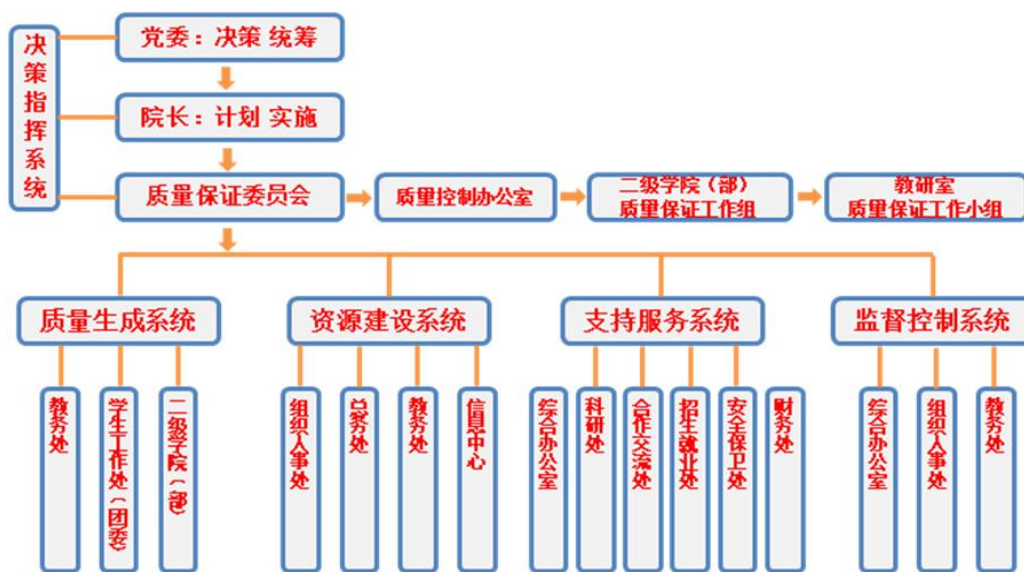 决策指挥系统
党委：决策 统筹
院长：计划 实施
质量保证委员会
质量控制办公室
二级学院（部）
质量保证工作组
教研室
质量保证工作小组
质量生成系统
资源建设系统
支持服务系统
监督控制系统
教务处
学生工作处（团委）
二级学院（部）
组织人事处
总务处
教务处
信息中心
综合办公室
科研处
合作交流处
招生就业处
安全保卫处
财务处
综合办公室
组织人事处
教务处